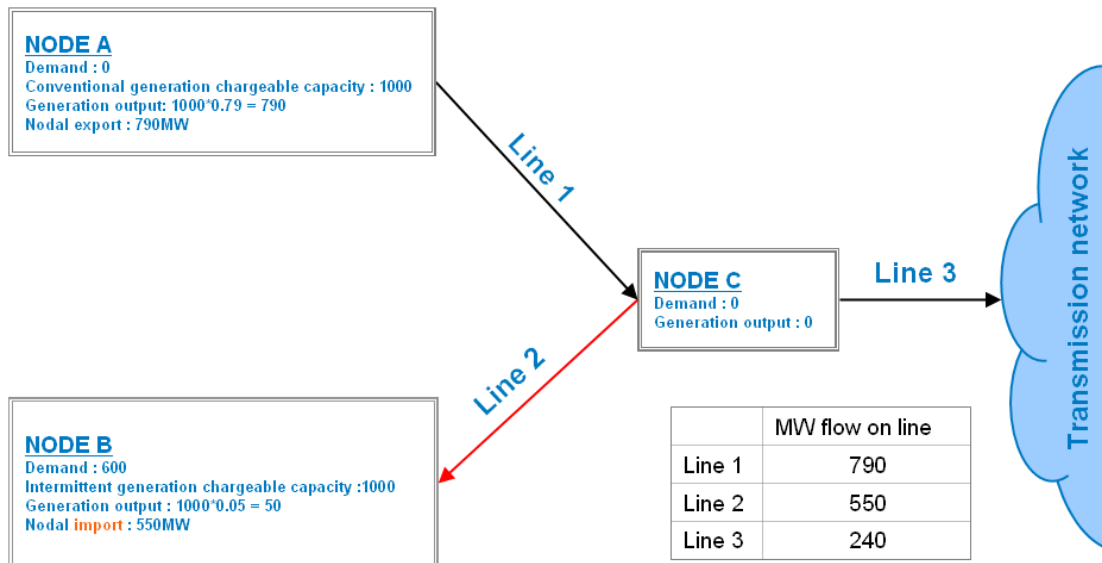 NODE A
Demand : 0
Conventional generation chargeable capacity : 1000
Generation output: 1000*0.79 = 790
Nodal export : 790MW
Line 1
NODE C
Demand : 0
Generation output : 0
Line 3
Transmission network
Line 2
NODE B
Demand : 600
Intermittent generation chargeable capacity :1000
Generation output : 1000*0.05 = 50
Nodal import : 550MW
MW flow on line
Line 1 790
Line 2 550
Line 3 240